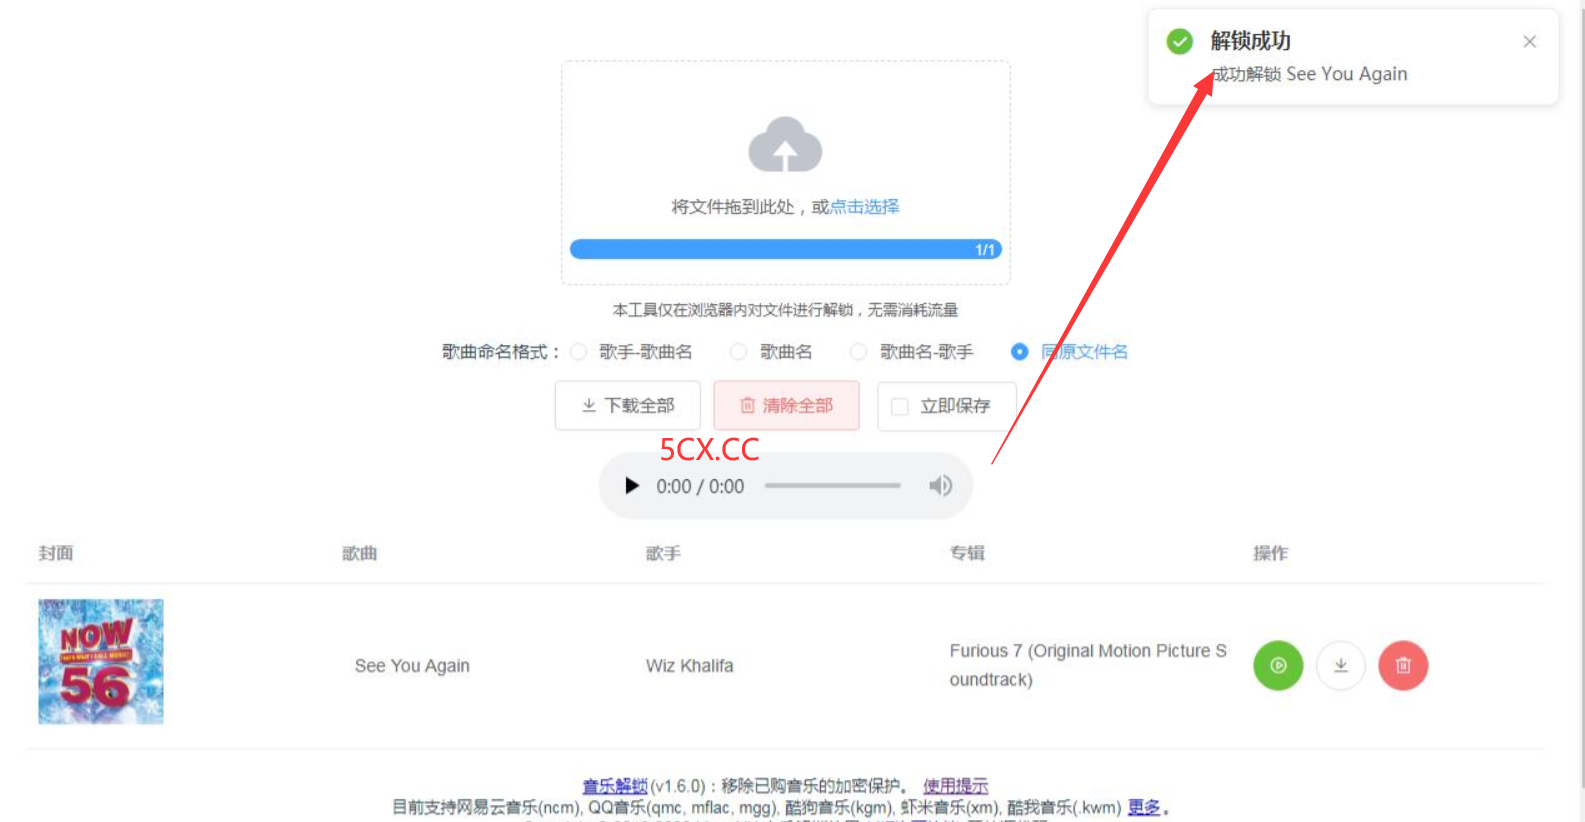 解锁成功
成功解锁 See You Again
将文件拖到此处，或点击选择
1/1
本工具仅在浏览器内对文件进行解锁，无需消耗流量
歌曲命名格式： 歌手-歌曲名 歌曲名 歌曲名-歌手 同原文件名
下载全部 清除全部 立即保存
5CX.CC
0:00 / 0:00
封面 歌曲 歌手 专辑 操作
NOW
THAT'S WHAT I CALL MUSIC
56
See You Again
Wiz Khalifa
Furious 7 (Original Motion Picture S
oundtrack)
音乐解锁(v1.6.0)：移除已购音乐的加密保护。 使用提示
目前支持网易云音乐(ncm), QQ音乐(qmc, mflac, mgg), 酷狗音乐(kgm), 虾米音乐(xm), 酷我音乐(.kwm) 更多。